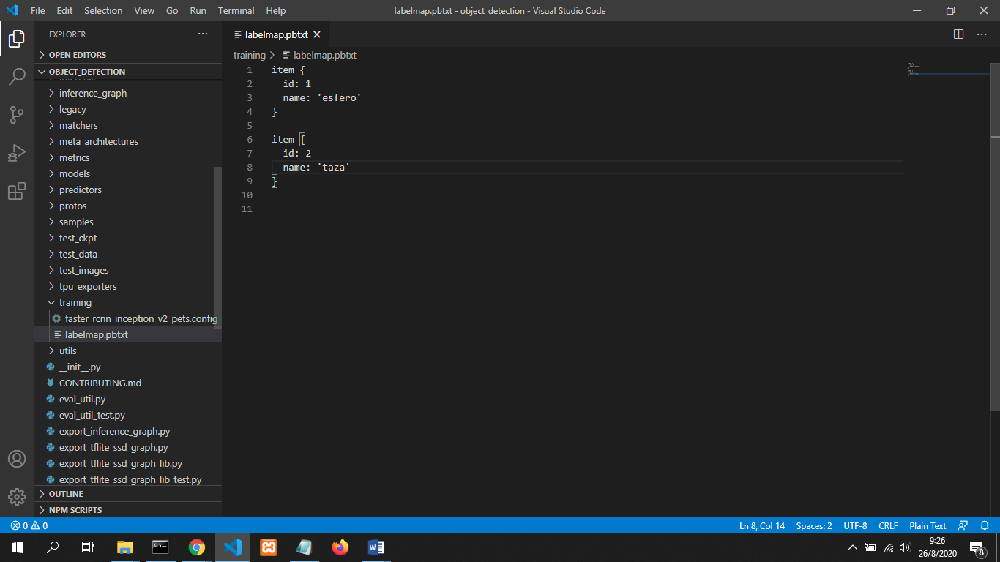 File Edit Selection View Go Run Terminal Help labelmap.pbtxt - object_detection - Visual Studio Code
EXPLORER
OPEN EDITORS
OBJECT_DETECTION
inference_graph
legacy
matchers
meta_architectures
metrics
models
predictors
protos
samples
test_ckpt
test_data
test_images
tpu_exporters
training
faster_rcnn_inception_v2_pets.config
labelmap.pbtxt
utils
__init__.py
CONTRIBUTING.md
eval_util.py
eval_util_test.py
export_inference_graph.py
export_tflite_ssd_graph.py
export_tflite_ssd_graph_lib.py
export_tflite_ssd_graph_lib_test.py
OUTLINE
NPM SCRIPTS
labelmap.pbtxt
training > labelmap.pbtxt
1 item {
2 id: 1
3 name: 'esfero'
4 }
5
6 item {
7 id: 2
8 name: 'taza'
9 }
10
11
0 0 Ln 8, Col 14 Spaces: 2 UTF-8 CRLF Plain Text
9:26
26/8/2020
8